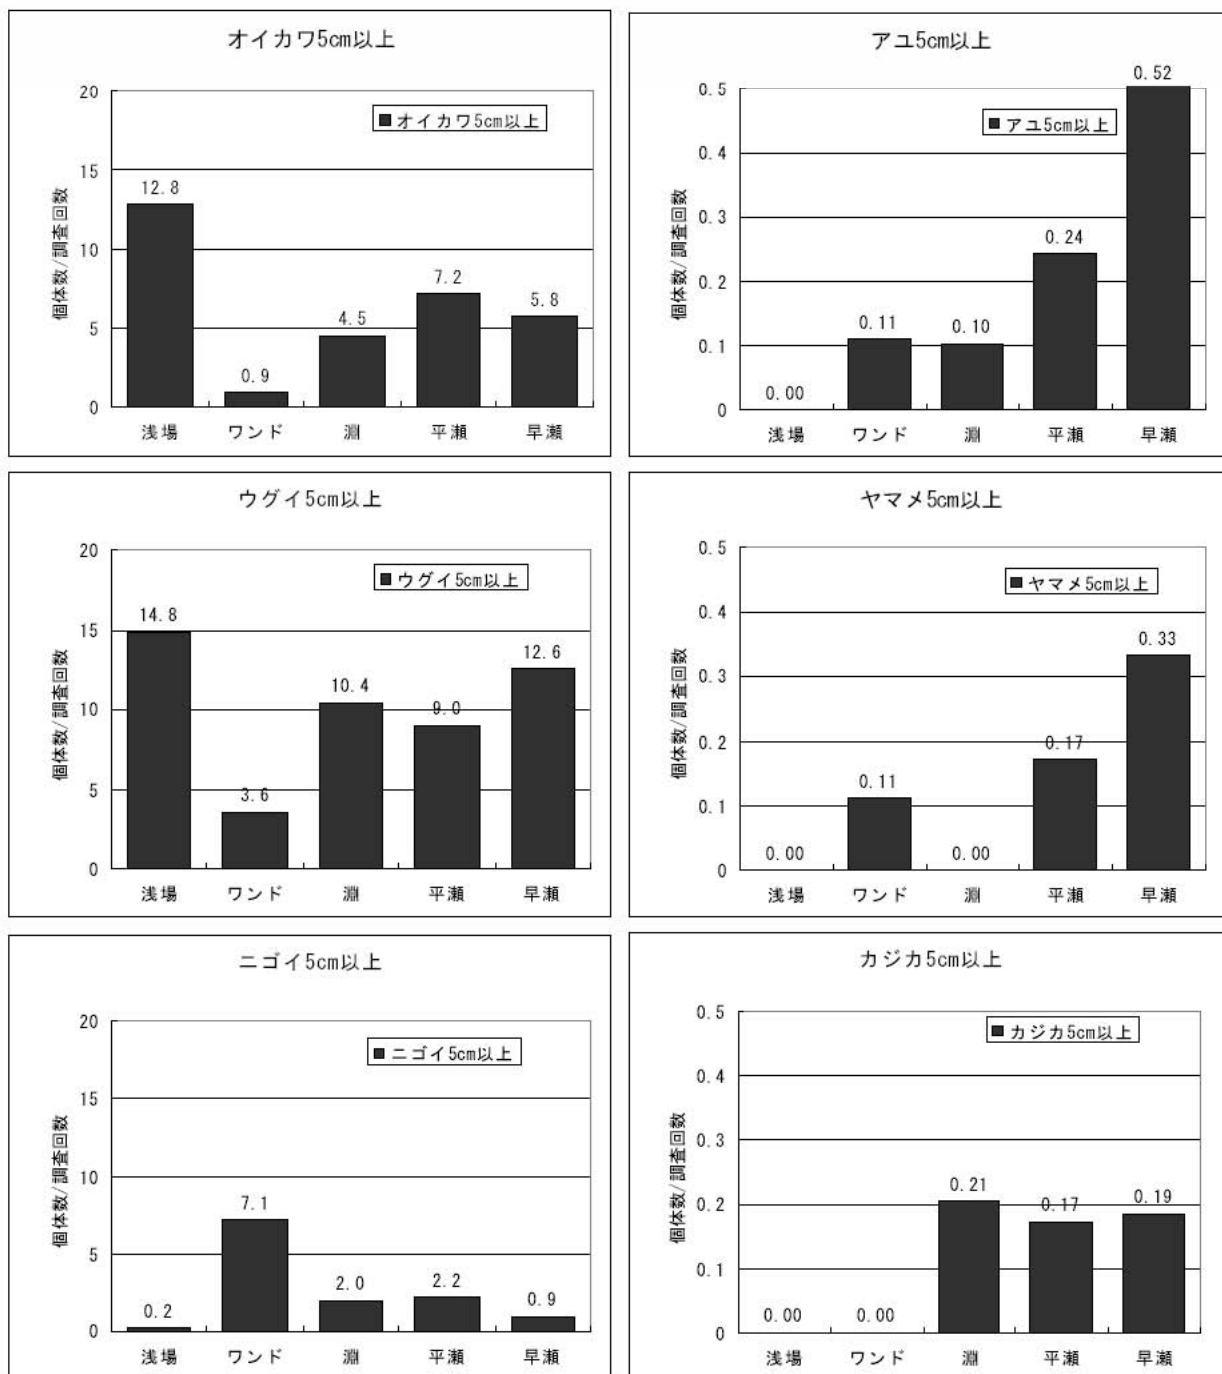 オイカワ5cm以上
オイカワ5cm以上
個体数/調査回数
20
15
10
5
0
12.8
0.9
4.5
7.2
5.8
浅場 ワンド 淵 平瀬 早瀬
アユ5cm以上
アユ5cm以上
個体数/調査回数
0.5
0.4
0.3
0.2
0.1
0
0.00
0.11
0.10
0.24
0.52
浅場 ワンド 淵 平瀬 早瀬
ウグイ5cm以上
ウグイ5cm以上
個体数/調査回数
20
15
10
5
0
14.8
3.6
10.4
9.0
12.6
浅場 ワンド 淵 平瀬 早瀬
ヤマメ5cm以上
ヤマメ5cm以上
個体数/調査回数
0.5
0.4
0.3
0.2
0.1
0
0.00
0.11
0.00
0.17
0.33
浅場 ワンド 淵 平瀬 早瀬
ニゴイ5cm以上
ニゴイ5cm以上
個体数/調査回数
20
15
10
5
0
0.2
7.1
2.0
2.2
0.9
浅場 ワンド 淵 平瀬 早瀬
カジカ5cm以上
カジカ5cm以上
個体数/調査回数
0.5
0.4
0.3
0.2
0.1
0
0.00
0.00
0.21
0.17
0.19
浅場 ワンド 淵 平瀬 早瀬